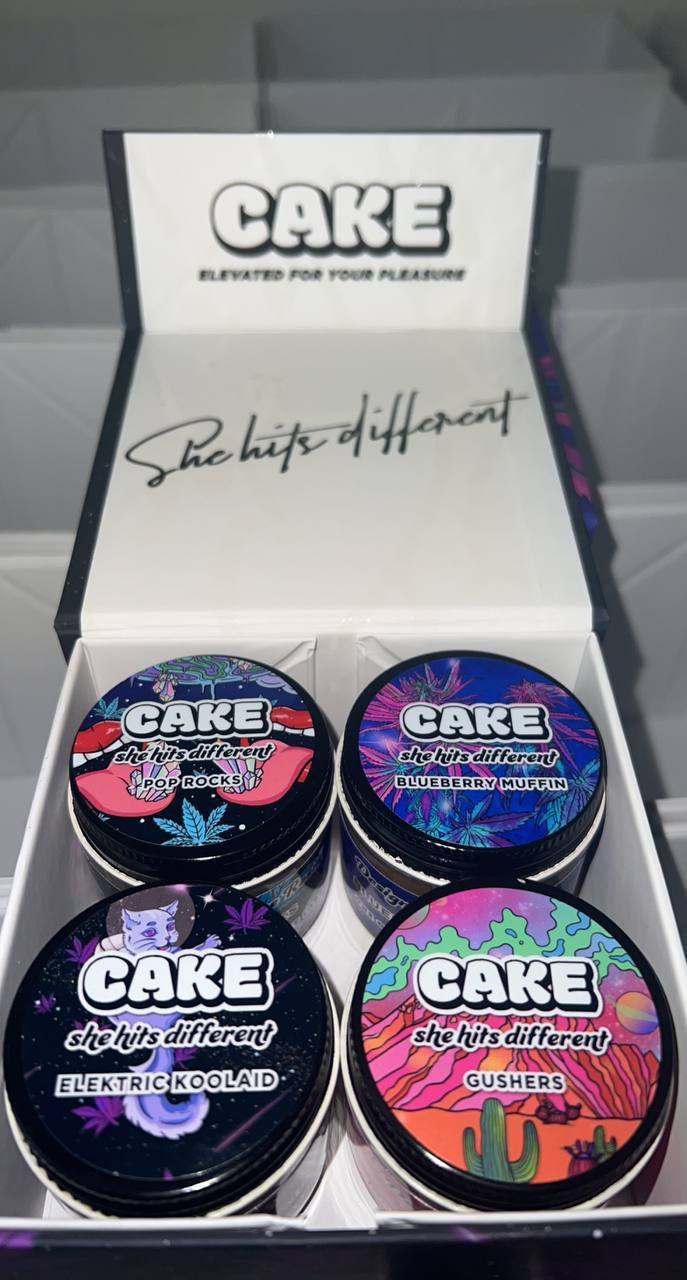 CAKE
ELEVATED FOR YOUR PLEASURE
She hits different
CAKE
she hits different
POP ROCKS
CAKE
she hits different
BLUEBERRY MUFFIN
CAKE
she hits different
ELEKTRIC KOOLAID
CAKE
she hits different
GUSHERS